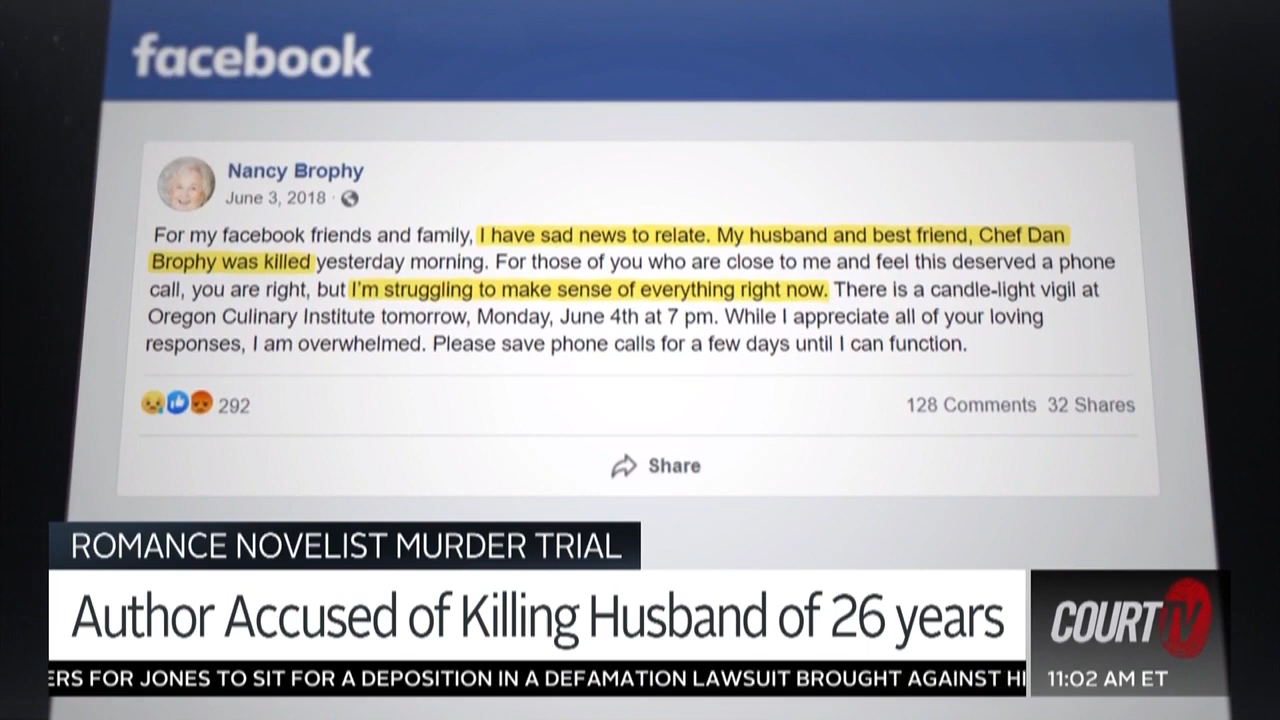 facebook
Nancy Brophy
June 3, 2018 ·
For my facebook friends and family, I have sad news to relate. My husband and best friend, Chef Dan
Brophy was killed yesterday morning. For those of you who are close to me and feel this deserved a phone
call, you are right, but I'm struggling to make sense of everything right now. There is a candle-light vigil at
Oregon Culinary Institute tomorrow, Monday, June 4th at 7 pm. While I appreciate all of your loving
responses, I am overwhelmed. Please save phone calls for a few days until I can function.
292
128 Comments 32 Shares
Share
ROMANCE NOVELIST MURDER TRIAL
Author Accused of Killing Husband of 26 years
COURT TV
ERS FOR JONES TO SIT FOR A DEPOSITION IN A DEFAMATION LAWSUIT BROUGHT AGAINST HI
11:02 AM ET